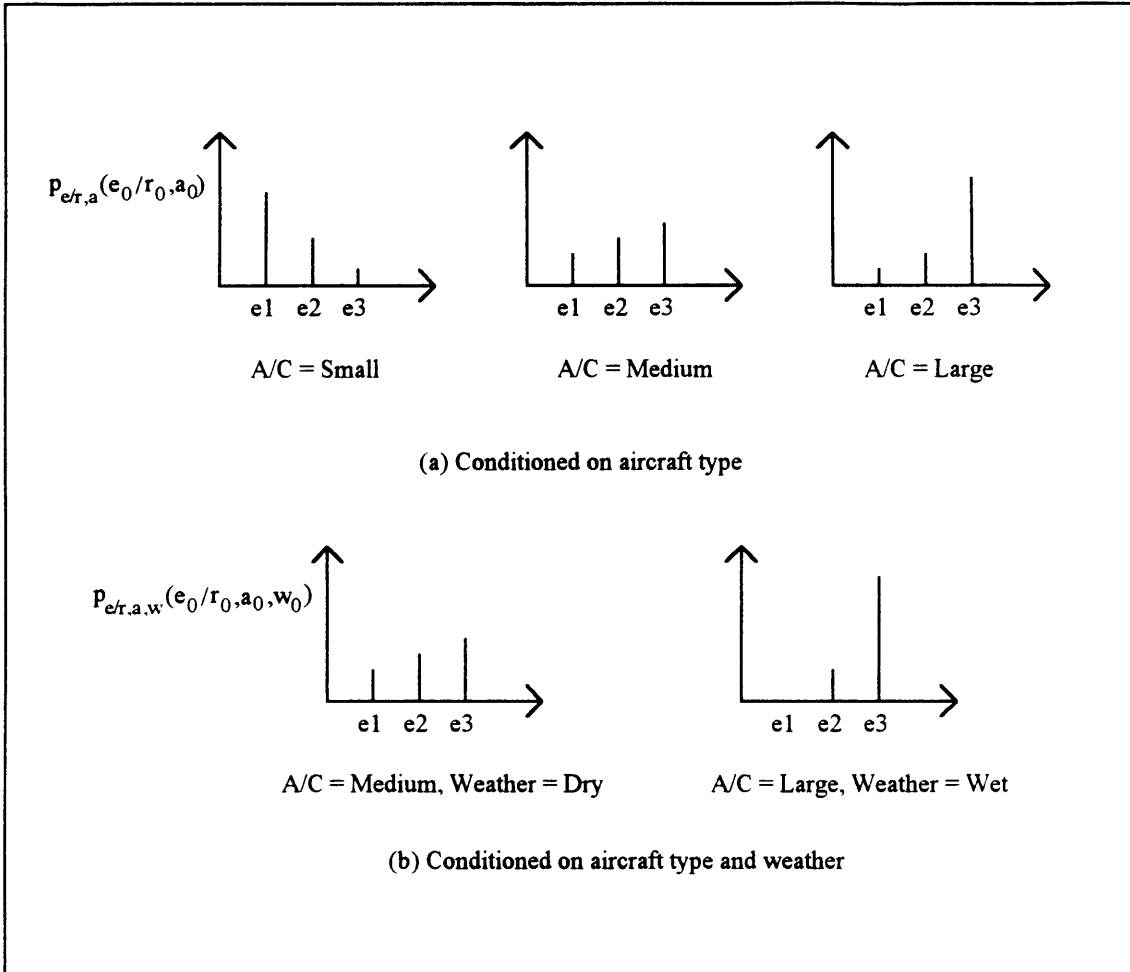 p_e/r,a(e_0/r_0,a_0)
e1 e2 e3
e1 e2 e3
e1 e2 e3
A/C = Small
A/C = Medium
A/C = Large
(a) Conditioned on aircraft type
p_e/r,a,w(e_0/r_0,a_0,w_0)
e1 e2 e3
e1 e2 e3
A/C = Medium, Weather = Dry
A/C = Large, Weather = Wet
(b) Conditioned on aircraft type and weather